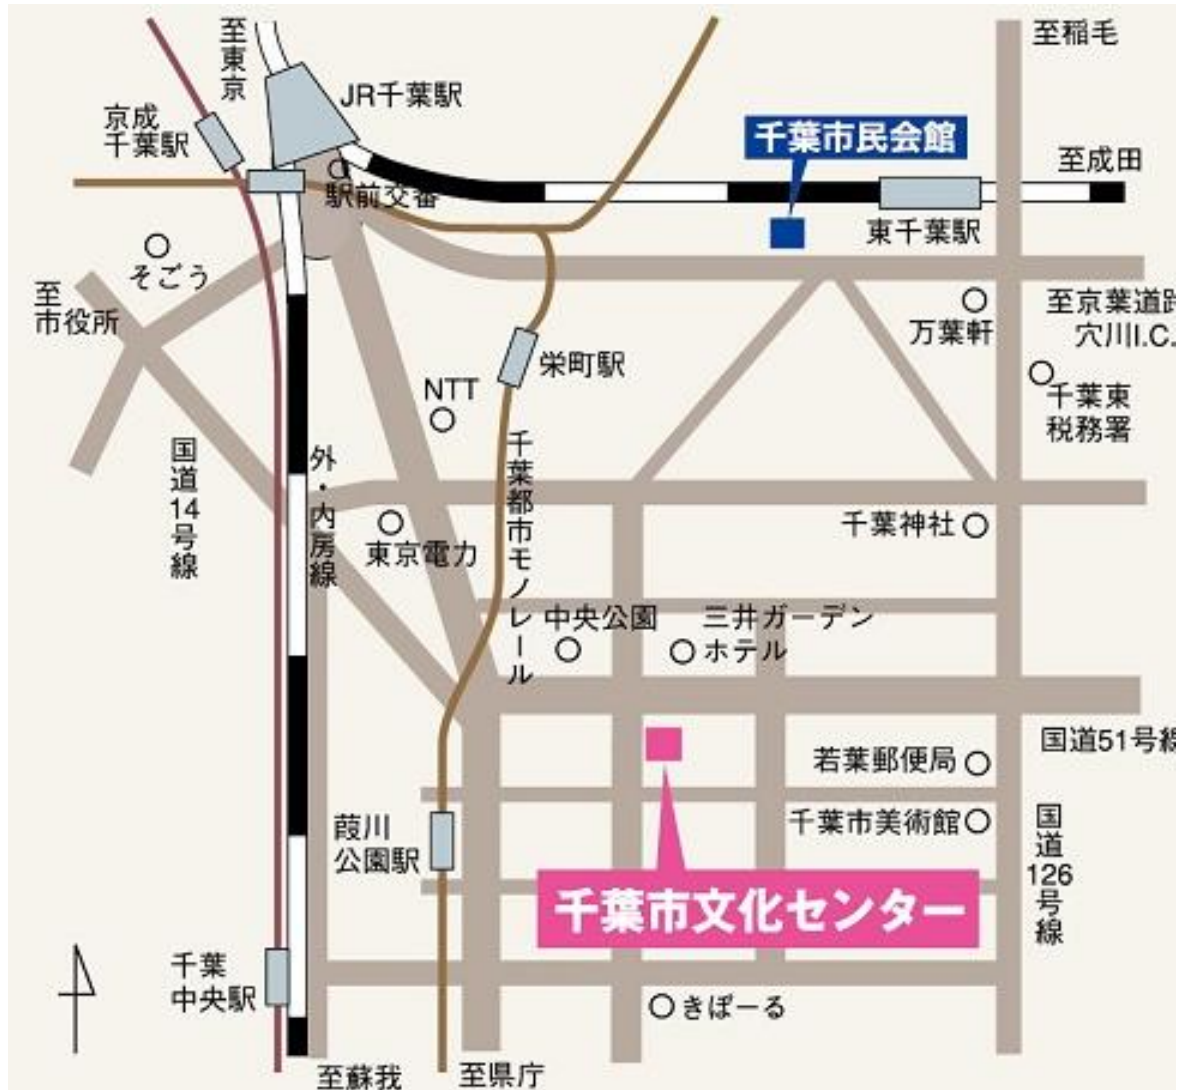 至東京
至稲毛
JR千葉駅
京成
千葉駅
千葉市民会館
至成田
駅前交番
東千葉駅
そごう
至
市役所
万葉軒
至京葉道路
穴川I.C.
栄町駅
NTT
千葉東
税務署
国道14号線
外・内房線
千葉都市モノレール
千葉神社
東京電力
中央公園
三井ガーデン
ホテル
国道51号線
若葉郵便局
葭川
公園駅
千葉市美術館
国道126号線
千葉市文化センター
千葉
中央駅
きぼーる
至蘇我
至県庁